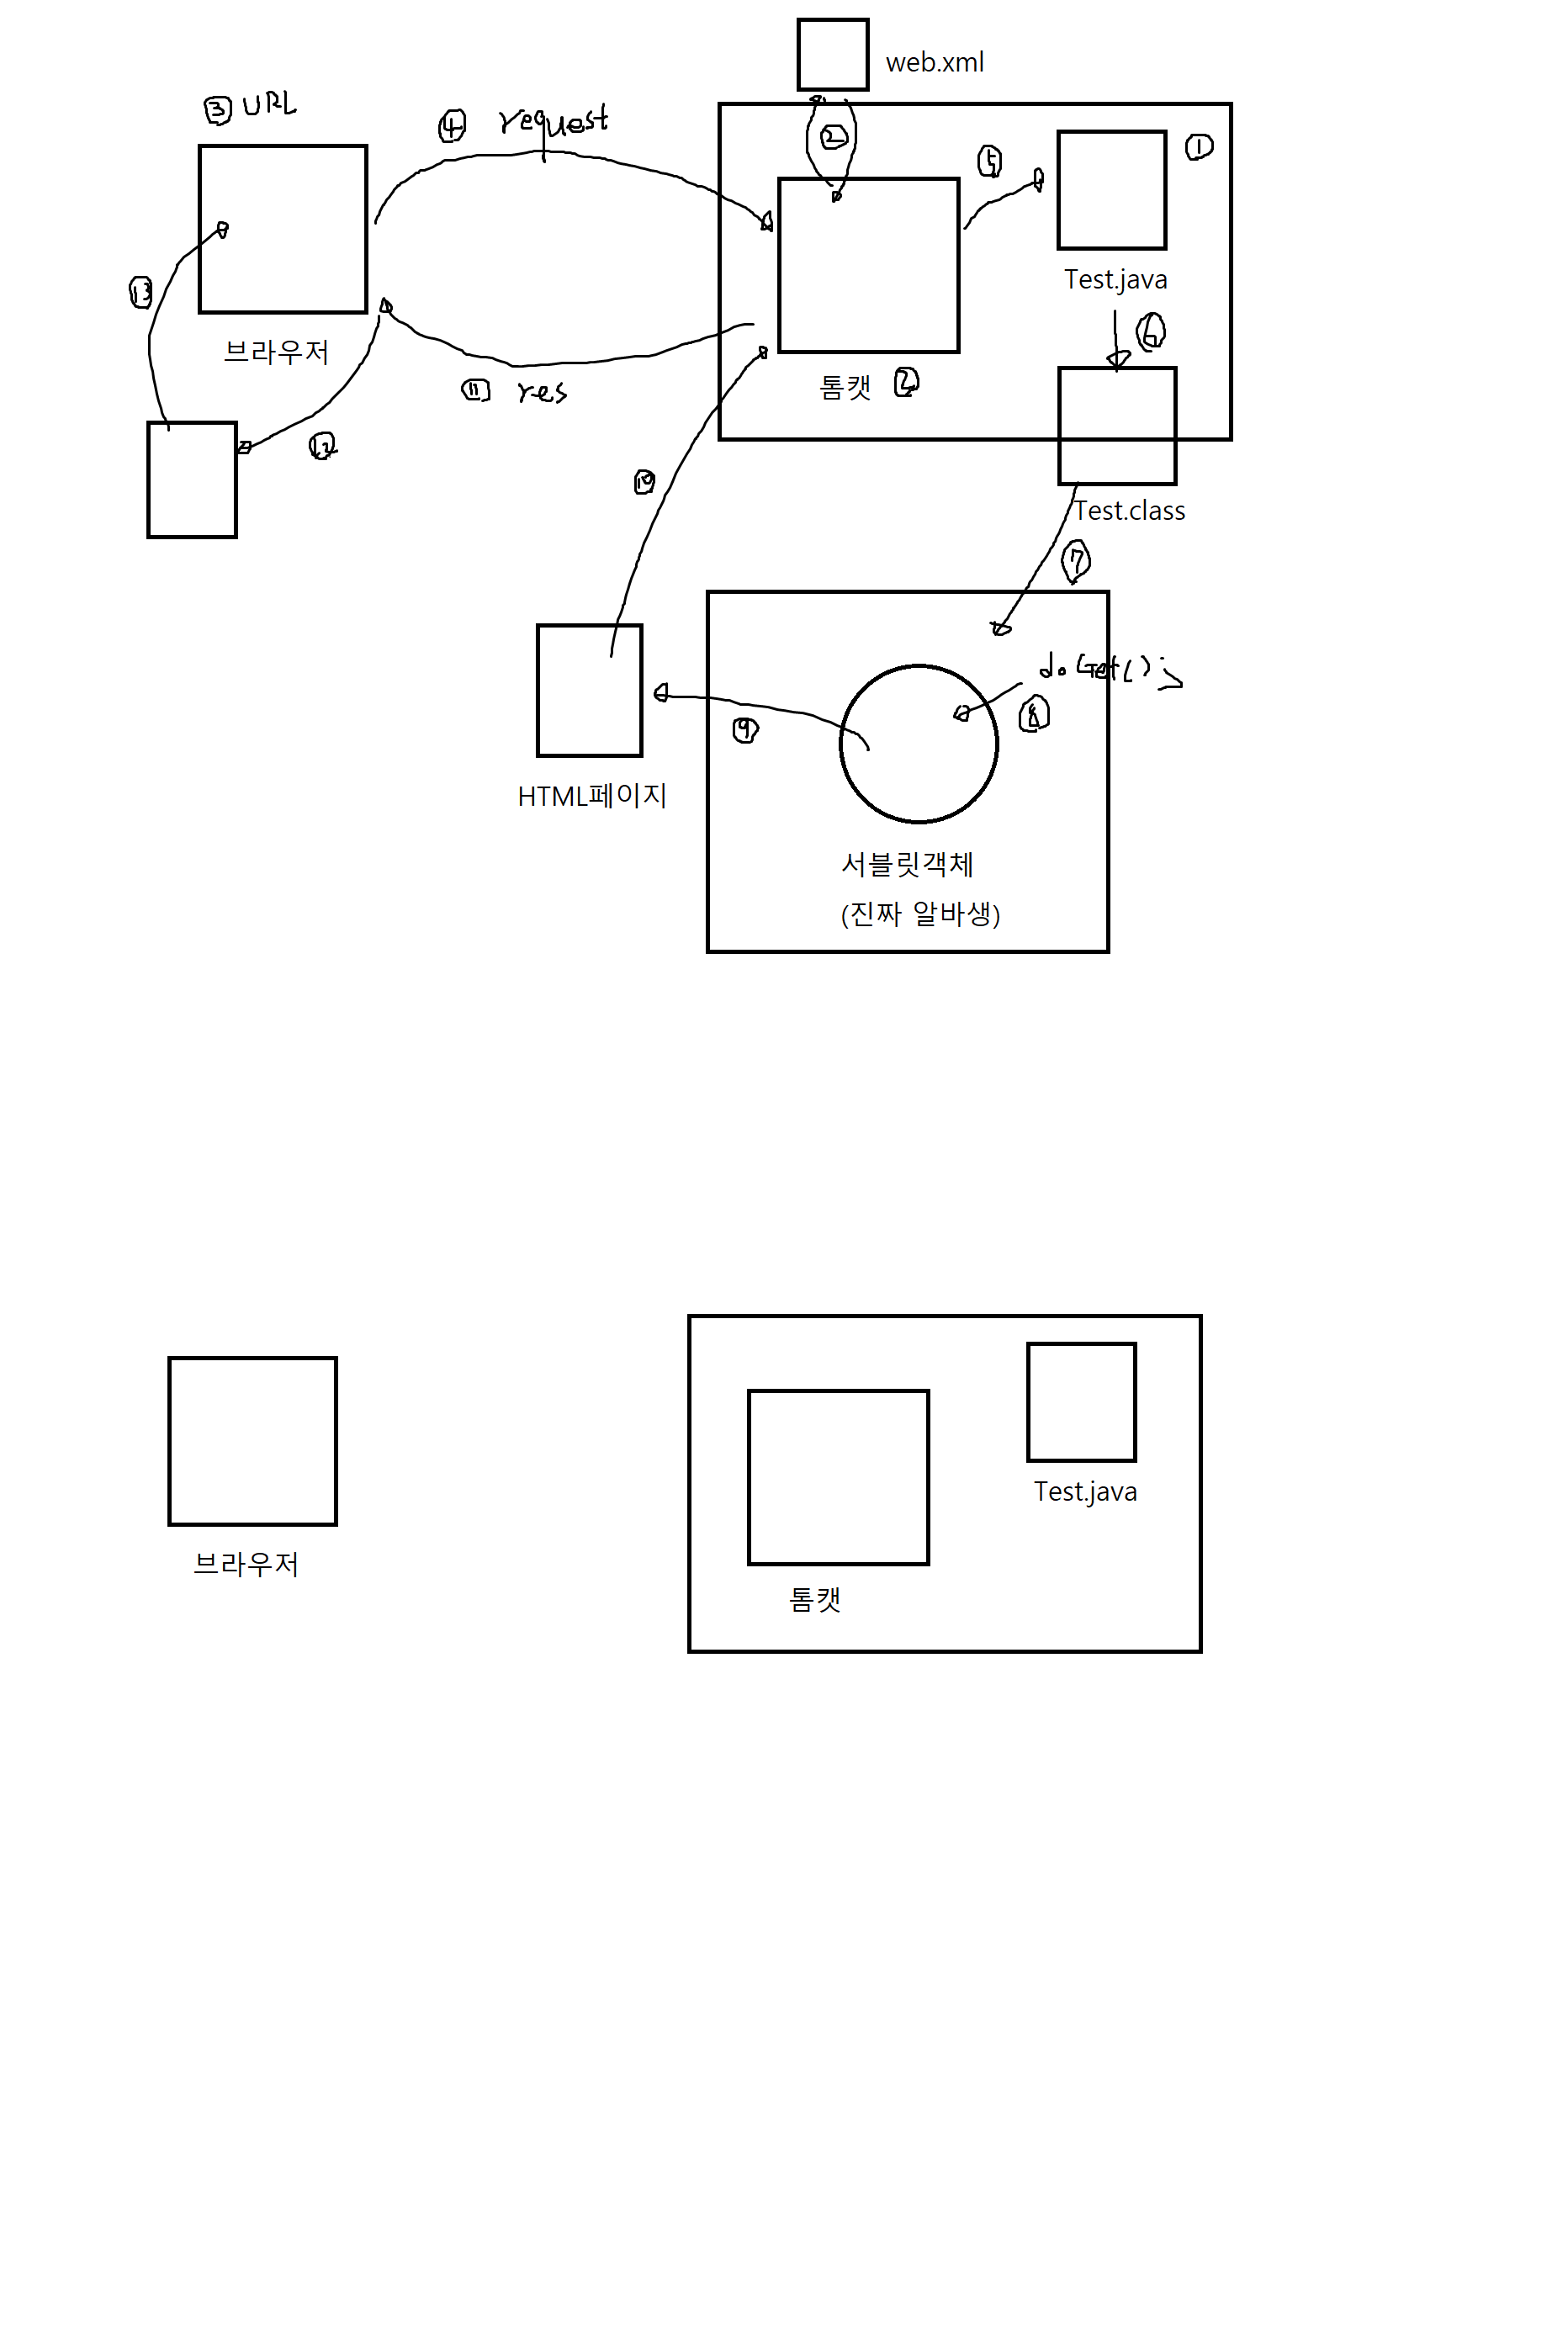 web.xml
③ URL
④ request
②
⑤
①
Test.java
⑬
브라우저
⑥
⑪ res
톰캣 ②
⑫
⑩
Test.class
⑦
doGet();
⑧
⑨
HTML페이지
서블릿객체
(진짜 알바생)
브라우저
톰캣
Test.java